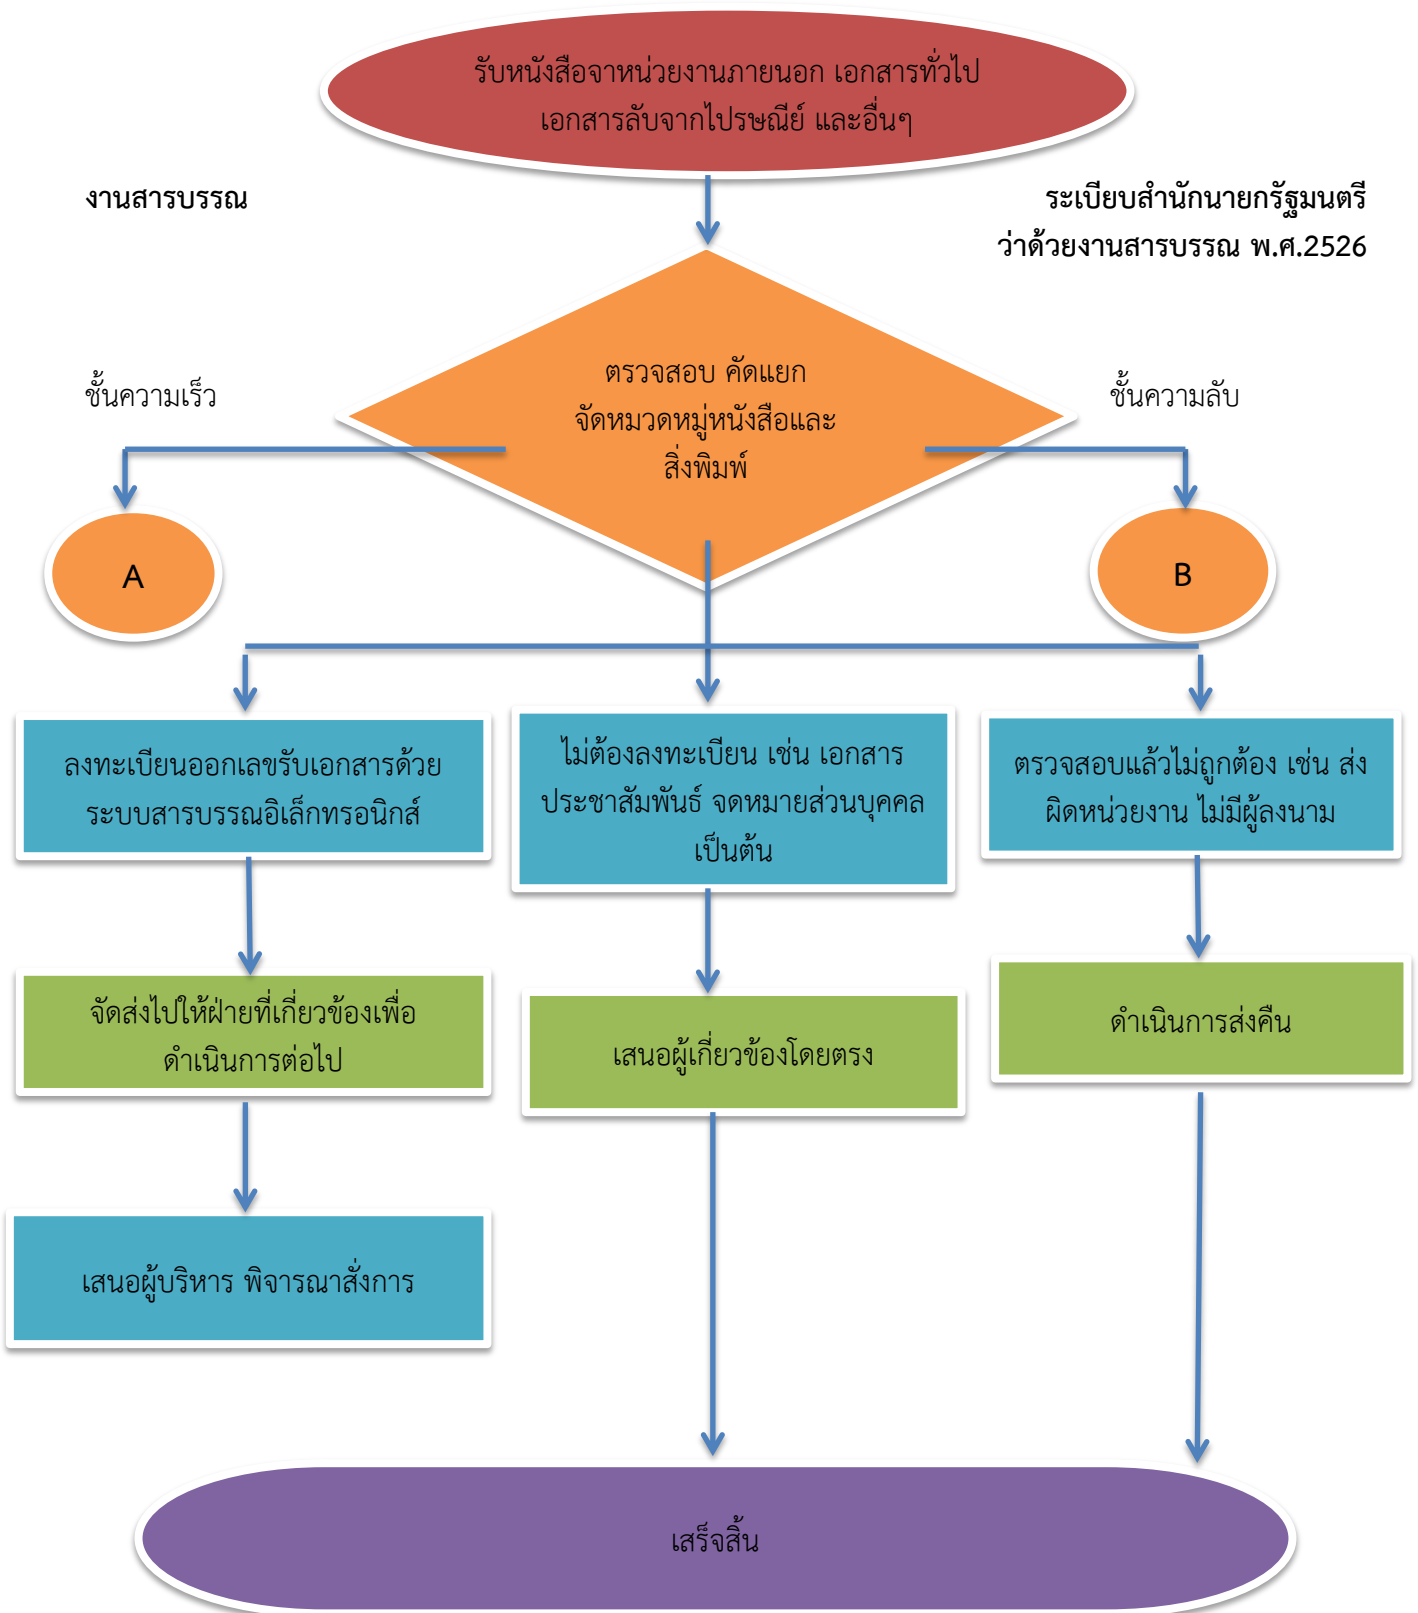 รับหนังสือจาหน่วยงานภายนอก เอกสารทั่วไป
เอกสารลับจากไปรษณีย์ และอื่นๆ
งานสารบรรณ
ระเบียบสำนักนายกรัฐมนตรี
ว่าด้วยงานสารบรรณ พ.ศ.2526
ตรวจสอบ คัดแยก
จัดหมวดหมู่หนังสือและ
สิ่งพิมพ์
ชั้นความเร็ว
ชั้นความลับ
A
B
ลงทะเบียนออกเลขรับเอกสารด้วย
ระบบสารบรรณอิเล็กทรอนิกส์
ไม่ต้องลงทะเบียน เช่น เอกสาร
ประชาสัมพันธ์ จดหมายส่วนบุคคล
เป็นต้น
ตรวจสอบแล้วไม่ถูกต้อง เช่น ส่ง
ผิดหน่วยงาน ไม่มีผู้ลงนาม
จัดส่งไปให้ฝ่ายที่เกี่ยวข้องเพื่อ
ดำเนินการต่อไป
เสนอผู้เกี่ยวข้องโดยตรง
ดำเนินการส่งคืน
เสนอผู้บริหาร พิจารณาสั่งการ
เสร็จสิ้น